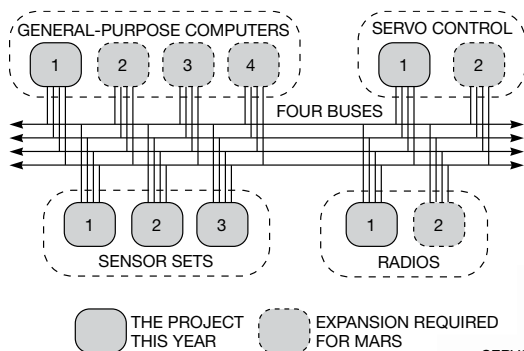 GENERAL-PURPOSE COMPUTERS
SERVO CONTROL
1
2
3
4
1
2
FOUR BUSES
1
2
3
1
2
SENSOR SETS
RADIOS
THE PROJECT
THIS YEAR
EXPANSION REQUIRED
FOR MARS